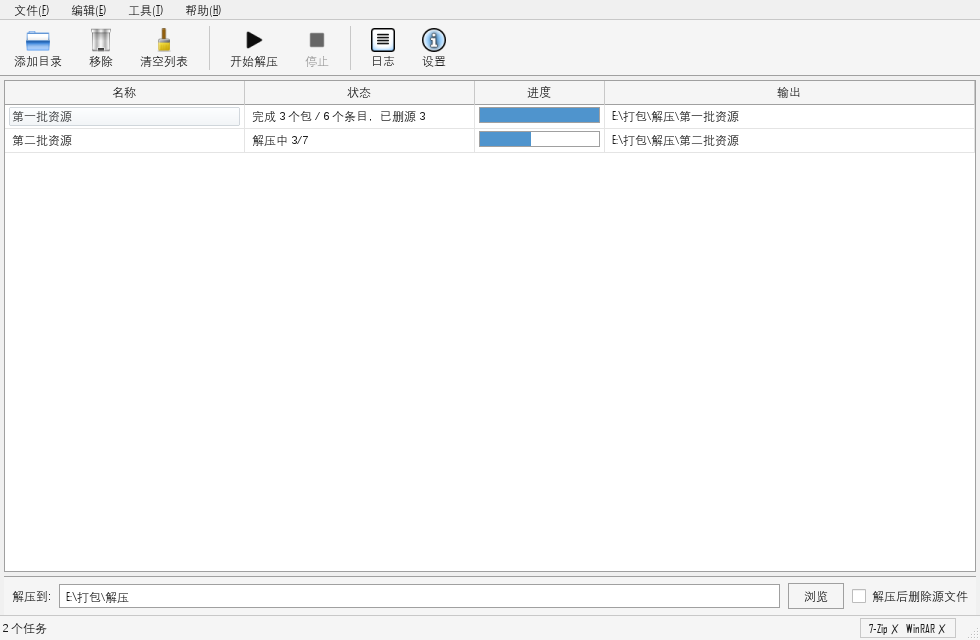 文件(F) 编辑(E) 工具(T) 帮助(H)
添加目录 移除 清空列表 开始解压 停止 日志 设置
名称 状态 进度 输出
第一批资源 完成 3 个包 / 6 个条目，已删源 3 E:\打包\解压\第一批资源
第二批资源 解压中 3/7 E:\打包\解压\第二批资源
解压到: E:\打包\解压 浏览 解压后删除源文件
2 个任务 7-Zip ✗ WinRAR ✗